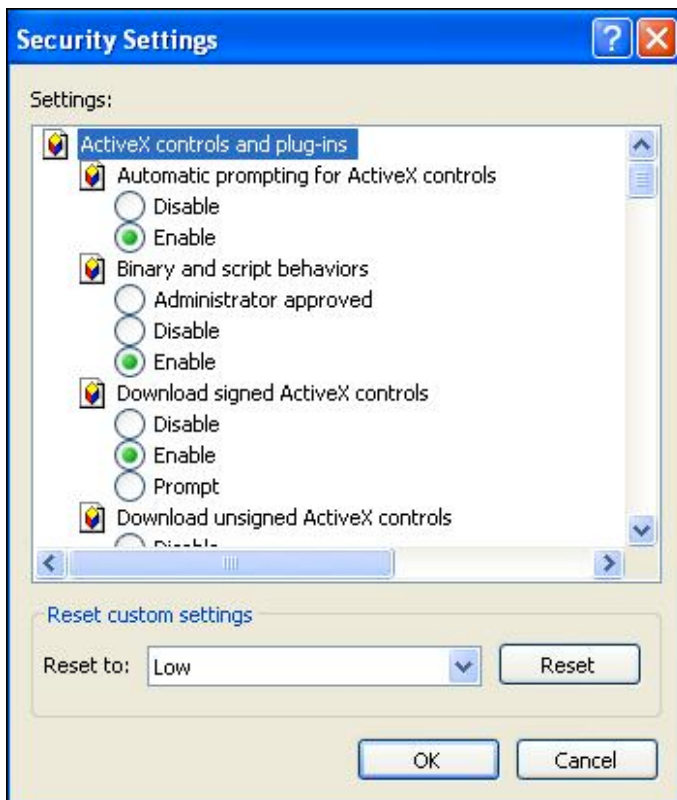 Security Settings
Settings:
ActiveX controls and plug-ins
Automatic prompting for ActiveX controls
Disable
Enable
Binary and script behaviors
Administrator approved
Disable
Enable
Download signed ActiveX controls
Disable
Enable
Prompt
Download unsigned ActiveX controls
Disable
Reset custom settings
Reset to: Low Reset
OK Cancel